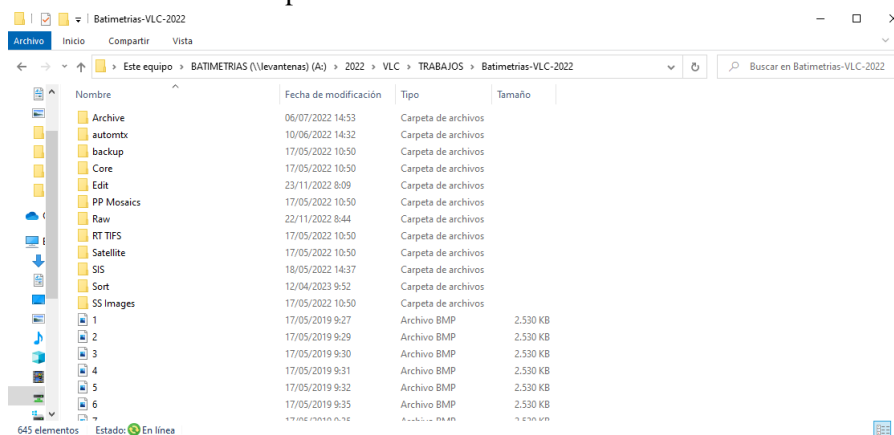 Batimetrias-VLC-2022
Archivo Inicio Compartir Vista
Este equipo > BATIMETRIAS (\\levantenas) (A:) > 2022 > VLC > TRABAJOS > Batimetrias-VLC-2022
Buscar en Batimetrias-VLC-2022
Nombre Fecha de modificación Tipo Tamaño
Archive 06/07/2022 14:53 Carpeta de archivos
automtx 10/06/2022 14:32 Carpeta de archivos
backup 17/05/2022 10:50 Carpeta de archivos
Core 17/05/2022 10:50 Carpeta de archivos
Edit 23/11/2022 8:09 Carpeta de archivos
PP Mosaics 17/05/2022 10:50 Carpeta de archivos
Raw 22/11/2022 8:44 Carpeta de archivos
RT TIFS 17/05/2022 10:50 Carpeta de archivos
Satellite 17/05/2022 10:50 Carpeta de archivos
SIS 18/05/2022 14:37 Carpeta de archivos
Sort 12/04/2023 9:52 Carpeta de archivos
SS Images 17/05/2022 10:50 Carpeta de archivos
1 17/05/2019 9:27 Archivo BMP 2.530 KB
2 17/05/2019 9:29 Archivo BMP 2.530 KB
3 17/05/2019 9:30 Archivo BMP 2.530 KB
4 17/05/2019 9:31 Archivo BMP 2.530 KB
5 17/05/2019 9:32 Archivo BMP 2.530 KB
6 17/05/2019 9:35 Archivo BMP 2.530 KB
645 elementos Estado: En línea